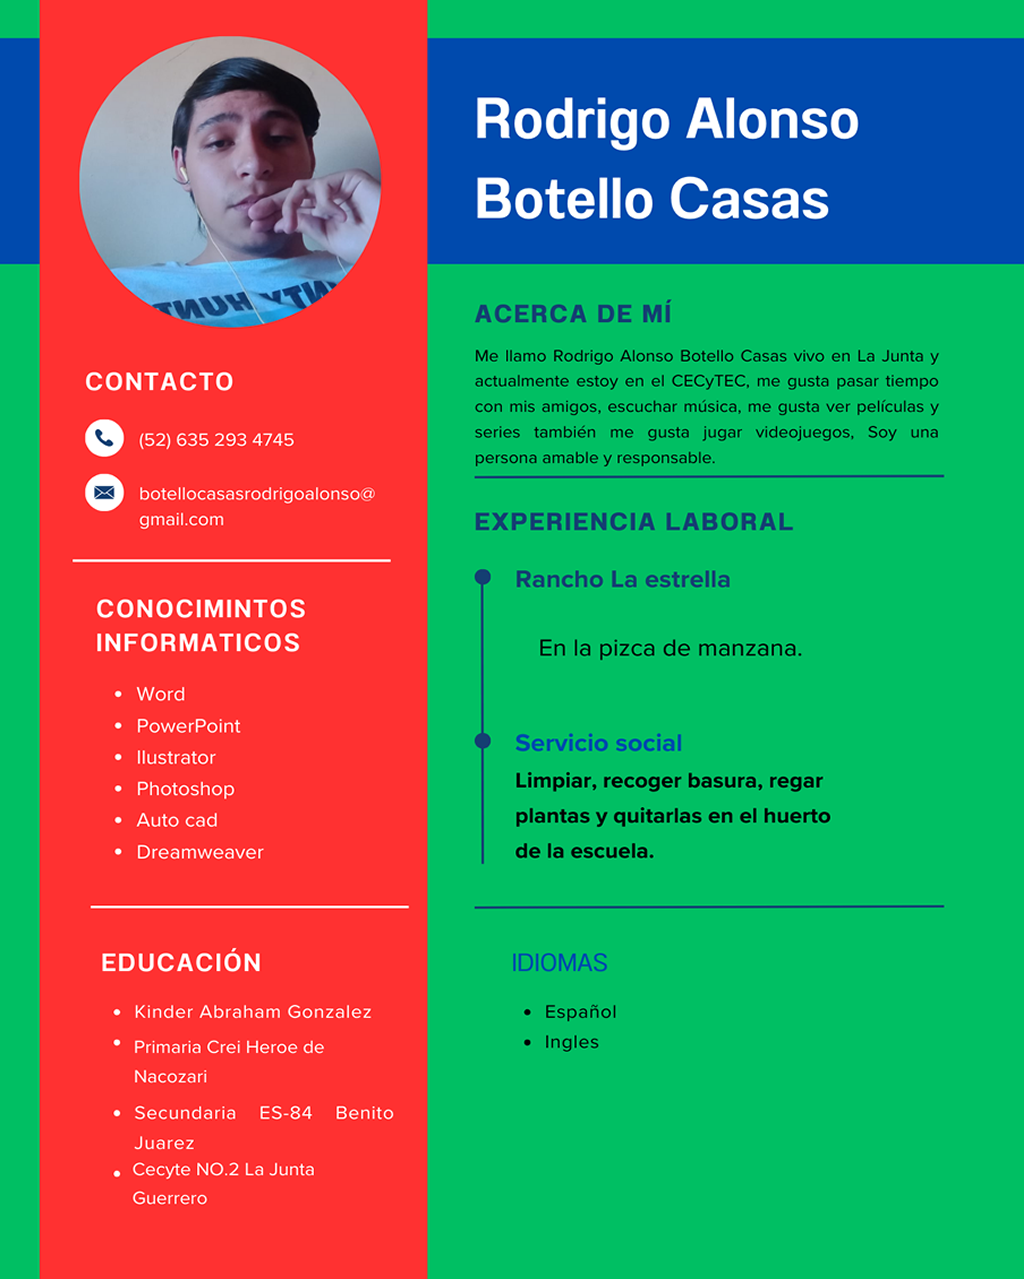 Rodrigo Alonso
Botello Casas
CONTACTO
(52) 635 293 4745
botellocasasrodrigoalonso@
gmail.com
CONOCIMINTOS
INFORMATICOS
• Word
• PowerPoint
• Ilustrator
• Photoshop
• Auto cad
• Dreamweaver
EDUCACIÓN
• Kinder Abraham Gonzalez
• Primaria Crei Heroe de
Nacozari
• Secundaria ES-84 Benito
Juarez
• Cecyte NO.2 La Junta
Guerrero
ACERCA DE MÍ
Me llamo Rodrigo Alonso Botello Casas vivo en La Junta y
actualmente estoy en el CECyTEC, me gusta pasar tiempo
con mis amigos, escuchar música, me gusta ver películas y
series también me gusta jugar videojuegos, Soy una
persona amable y responsable.
EXPERIENCIA LABORAL
Rancho La estrella
En la pizca de manzana.
Servicio social
Limpiar, recoger basura, regar
plantas y quitarlas en el huerto
de la escuela.
IDIOMAS
• Español
• Ingles